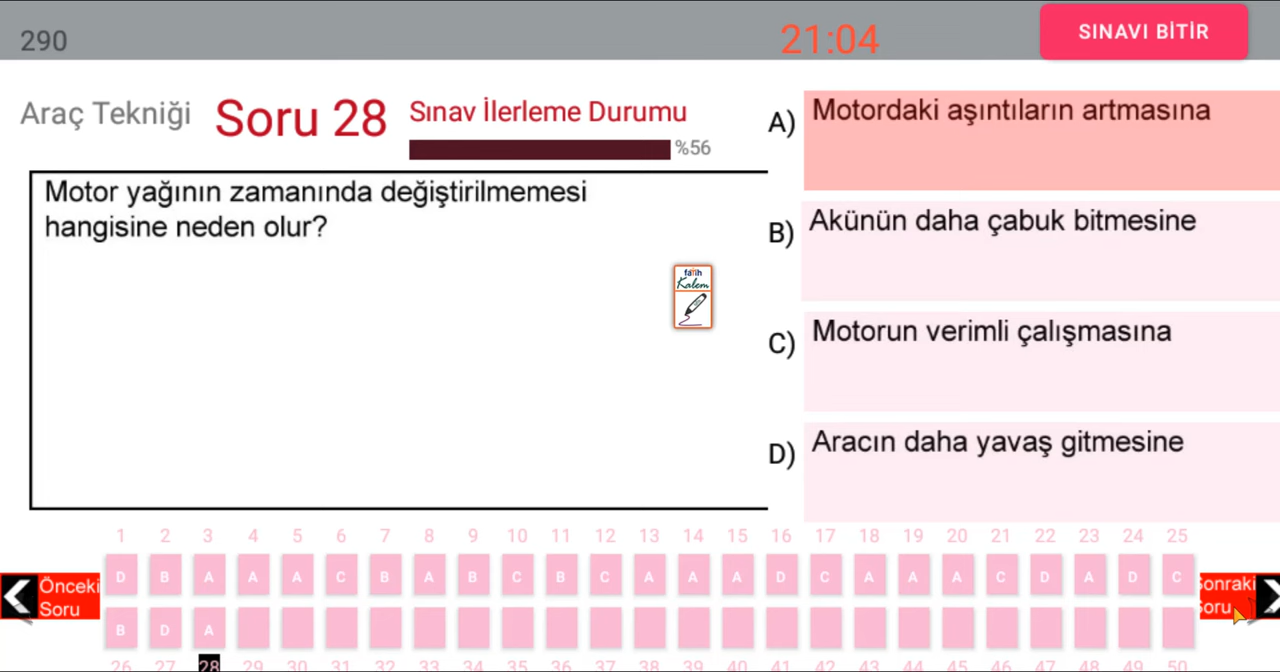 290
21:04
SINAVI BİTİR
Araç Tekniği
Soru 28
Sınav İlerleme Durumu
%56
Motor yağının zamanında değiştirilmemesi
hangisine neden olur?
fatih
Kalem
A) Motordaki aşıntıların artmasına
B) Akünün daha çabuk bitmesine
C) Motorun verimli çalışmasına
D) Aracın daha yavaş gitmesine
1 2 3 4 5 6 7 8 9 10 11 12 13 14 15 16 17 18 19 20 21 22 23 24 25
D B A A A C B A B C B C A A A D C A A A C D A D C
B D A
26 27 28 29 30 31 32 33 34 35 36 37 38 39 40 41 42 43 44 45 46 47 48 49 50
Önceki
Soru
Sonraki
Soru